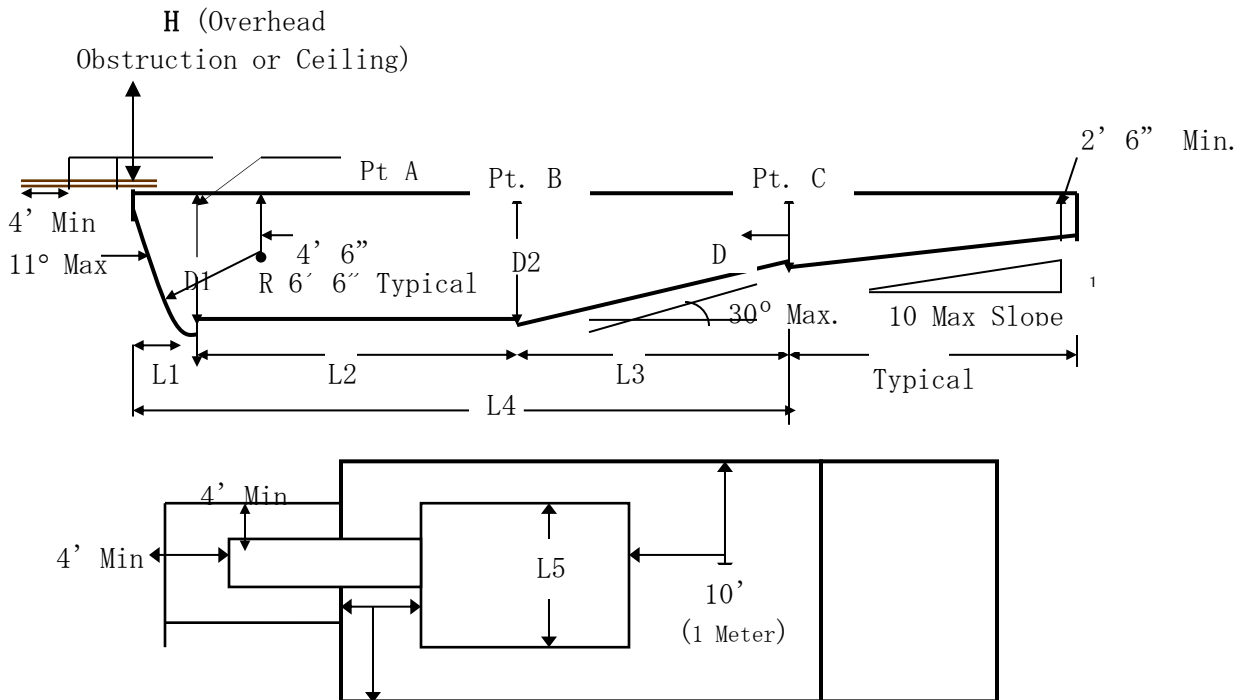 H (Overhead
Obstruction or Ceiling)
2' 6" Min.
Pt A
Pt. B
Pt. C
4' Min
11° Max
4' 6"
D1
R 6' 6" Typical
D2
D
30° Max.
10 Max Slope
1
L1
L2
L3
Typical
L4
4' Min
4' Min
L5
10'
(1 Meter)